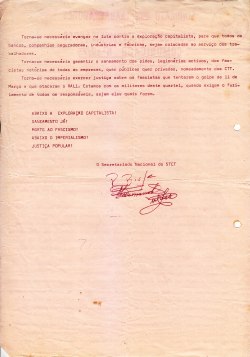 Torna-se necessário avançar na luta contra a exploração capitalista, para que todos os
bancos, companhias seguradoras, indústrias e fábricas, sejam colocados ao serviço dos tra-
balhadores.
Torna-se necessário garantir o saneamento dos pides, legionários activos, dos fas-
cistas notórios de todas as empresas, quer públicas quer privadas, nomeadamente dos CTT.
Torna-se necessário exercer justiça sobre os fascistas que tentaram o golpe de 11
de Março e que atacaram o RAL1; Estamos com os militares deste quartel, quando exigem o fuzi-
lamento de todos os responsáveis, sejam eles quais forem.
ABAIXO A EXPLORAÇÃO CAPITALISTA!
SANEAMENTO JÁ!
MORTE AO FASCISMO!
ABAIXO O IMPERIALISMO!
JUSTIÇA POPULAR!
O Secretariado Nacional do